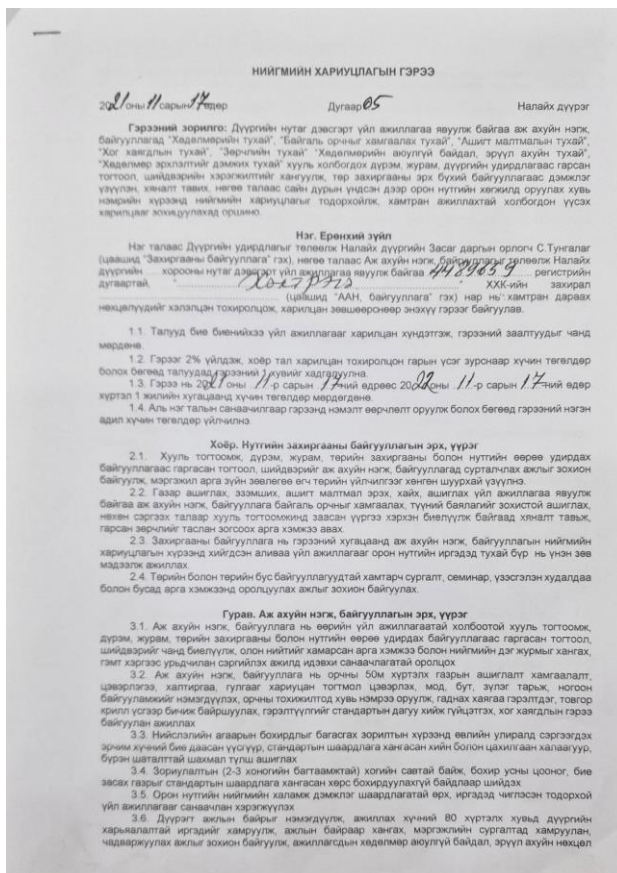 НИЙГМИЙН ХАРИУЦЛАГЫН ГЭРЭЭ
2021 оны 11 сарын 17 өдөр Дугаар 05 Налайх дүүрэг
Гэрээний зорилго: Дүүргийн нутаг дэвсгэрт үйл ажиллагаа явуулж байгаа аж ахуйн нэгж,
байгууллагад "Хөдөлмөрийн тухай", "Байгаль орчныг хамгаалах тухай", "Ашигт малтмалын тухай",
"Хог хаягдлын тухай", "Зөрчлийн тухай" "Хөдөлмөрийн аюулгүй байдал, эрүүл ахуйн тухай",
"Хөдөлмөр эрхлэлтийг дэмжих тухай" хууль холбогдох дүрэм, журам, дүүргийн удирдлагаас гарсан
тогтоол, шийдвэрийн хэрэгжилтийг хангуулж, төр захиргааны эрх бүхий байгууллагаас дэмжлэг
үзүүлэн, хяналт тавих, нөгөө талаас сайн дурын үндсэн дээр орон нутгийн хөгжилд оруулах хувь
нэмрийн хүрээнд нийгмийн хариуцлагыг тодорхойлж, хамтран ажиллахтай холбогдон үүсэх
харилцааг зохицуулахад оршино.
Нэг. Ерөнхий зүйл
Нэг талаас Дүүргийн удирдлагыг төлөөлж Налайх дүүргийн Засаг даргын орлогч С.Тунгалаг
(цаашид "Захиргааны байгууллага" гэх), нөгөө талаас Аж ахуйн нэгж, байгууллагыг төлөөлж Налайх
дүүргийн ..... хорооны нутаг дэвсгэрт үйл ажиллагаа явуулж байгаа 4489659 регистрийн
дугаартай, ХХК-ийн захирал
(цаашид "ААН, байгууллага" гэх) нар нь хамтран дараах
нөхцөлүүдийг хэлэлцэн тохиролцож, харилцан зөвшөөрснөөр энэхүү гэрээг байгуулав.
1.1. Талууд бие биенийхээ үйл ажиллагааг харилцан хүндэтгэж, гэрээний заалтуудыг чанд
мөрдөнө.
1.2. Гэрээг 2% үйлдэж, хоёр тал харилцан тохиролцон гарын үсэг зурснаар хүчин төгөлдөр
болох бөгөөд талуудад гэрээний 1 хувийг хадгалуулна.
1.3. Гэрээ нь 2021 оны 11-р сарын 17-ний өдрөөс 2022 оны 11-р сарын 17-ний өдөр
хүртэл 1 жилийн хугацаанд хүчин төгөлдөр мөрдөгдөнө.
1.4. Аль нэг талын санаачилгаар гэрээнд нэмэлт өөрчлөлт оруулж болох бөгөөд гэрээний нэгэн
адил хүчин төгөлдөр үйлчилнэ.
Хоёр. Нутгийн захиргааны байгууллагын эрх, үүрэг
2.1. Хууль тогтоомж, дүрэм, журам, төрийн захиргааны болон нутгийн өөрөө удирдах
байгууллагаас гаргасан тогтоол, шийдвэрийг аж ахуйн нэгж, байгууллагад сурталчлах ажлыг зохион
байгуулж, мэргэжил арга зүйн зөвлөгөө өгч төрийн үйлчилгээг хөнгөн шуурхай үзүүлнэ.
2.2. Газар ашиглах, эзэмших, ашигт малтмал эрэх, хайх, ашиглах үйл ажиллагаа явуулж
байгаа аж ахуйн нэгж, байгууллага байгаль орчныг хамгаалах, түүний баялагийг зохистой ашиглах,
нөхөн сэргээх талаар хууль тогтоомжинд заасан үүргээ хэрхэн биелүүлж байгаад хяналт тавьж,
гарсан зөрчлийг таслан зогсоох арга хэмжээ авах.
2.3. Захиргааны байгууллага нь гэрээний хугацаанд аж ахуйн нэгж, байгууллагын нийгмийн
хариуцлагын хүрээнд хийгдсэн аливаа үйл ажиллагааг орон нутгийн иргэдэд тухай бүр нь үнэн зөв
мэдээлж ажиллах.
2.4. Төрийн болон төрийн бус байгууллагуудтай хамтарч сургалт, семинар, үзэсгэлэн худалдаа
болон бусад арга хэмжээнд оролцуулах ажлыг зохион байгуулах.
Гурав. Аж ахуйн нэгж, байгууллагын эрх, үүрэг
3.1. Аж ахуйн нэгж, байгууллага нь өөрийн үйл ажиллагаатай холбоотой хууль тогтоомж,
дүрэм, журам, төрийн захиргааны болон нутгийн өөрөө удирдах байгууллагаас гаргасан тогтоол,
шийдвэрийг чанд биелүүлж, олон нийтийг хамарсан арга хэмжээ болон нийгмийн дэг журмыг хангах,
гэмт хэргээс урьдчилан сэргийлэх ажилд идэвхи санаачлагатай оролцох
3.2. Аж ахуйн нэгж, байгууллага нь орчны 50м хүртэлх газрын ашиглалт хамгаалалт,
цэвэрлэгээ, халтиргаа, гулгааг хариуцан тогтмол цэвэрлэх, мод, бут, зүлэг тарьж, ногоон
байгууламжийг нэмэгдүүлэх, орчны тохижилтод хувь нэмрээ оруулж, гаднах хаягаа гэрэлтдэг, товгор
крилл үсгээр бичиж байршуулах, гэрэлтүүлгийг стандартын дагуу хийж гүйцэтгэх, хог хаягдлын гэрээ
байгуулан ажиллах
3.3. Нийслэлийн агаарын бохирдлыг багасгах зорилтын хүрээнд өвлийн улиралд сэргээгдэх
эрчим хүчний бие даасан үүсгүүр, стандартын шаардлага хангасан хийн болон цахилгаан халаагуур,
бүрэн шаталттай шахмал түлш ашиглах
3.4. Зориулалтын (2-3 хоногийн багтаамжтай) хогийн савтай байж, бохир усны цооног, бие
засах газрыг стандартын шаардлага хангасан хөрс бохирдуулахгүй байдлаар шийдэх
3.5. Орон нутгийн нийгмийн халамж дэмжлэг шаардлагатай өрх, иргэдэд чиглэсэн тодорхой
үйл ажиллагааг санаачлан хэрэгжүүлэх
3.6. Дүүрэгт ажлын байрыг нэмэгдүүлж, ажиллах хүчний 80 хүртэлх хувьд дүүргийн
харьяалалтай иргэдийг хамруулж, ажлын байраар хангах, мэргэжлийн сургалтад хамруулан,
чадваржуулах ажлыг зохион байгуулж, ажиллагсдын хөдөлмөр аюулгүй байдал, эрүүл ахуйн нөхцөл